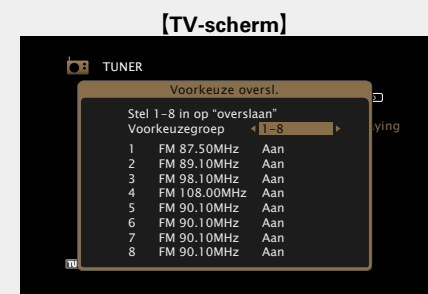 【TV-scherm】
TUNER
Voorkeuze oversl.
Stel 1–8 in op “overslaan”
Voorkeuzegroep 1–8
ying
1 FM 87.50MHz Aan
2 FM 89.10MHz Aan
3 FM 98.10MHz Aan
4 FM 108.00MHz Aan
5 FM 90.10MHz Aan
6 FM 90.10MHz Aan
7 FM 90.10MHz Aan
8 FM 90.10MHz Aan
TU